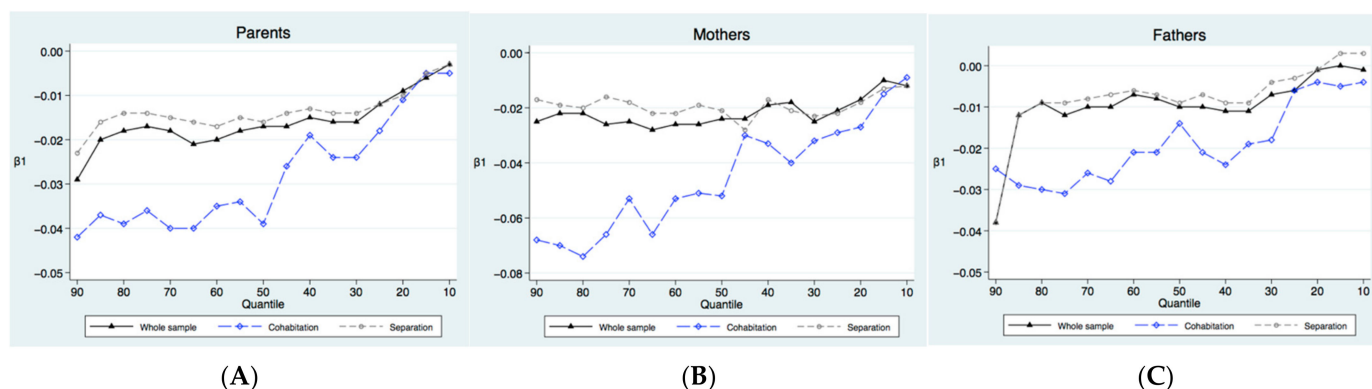 Parents
0.00
−0.01
−0.02
β1
−0.03
−0.04
−0.05
90 80 70 60 50 40 30 20 10
Quantile
Whole sample Cohabitation Separation
(A)
Mothers
0.00
−0.02
−0.04
β1
−0.06
−0.08
90 80 70 60 50 40 30 20 10
Quantile
Whole sample Cohabitation Separation
(B)
Fathers
0.00
−0.01
−0.02
β1
−0.03
−0.04
−0.05
90 80 70 60 50 40 30 20 10
Quantile
Whole sample Cohabitation Separation
(C)